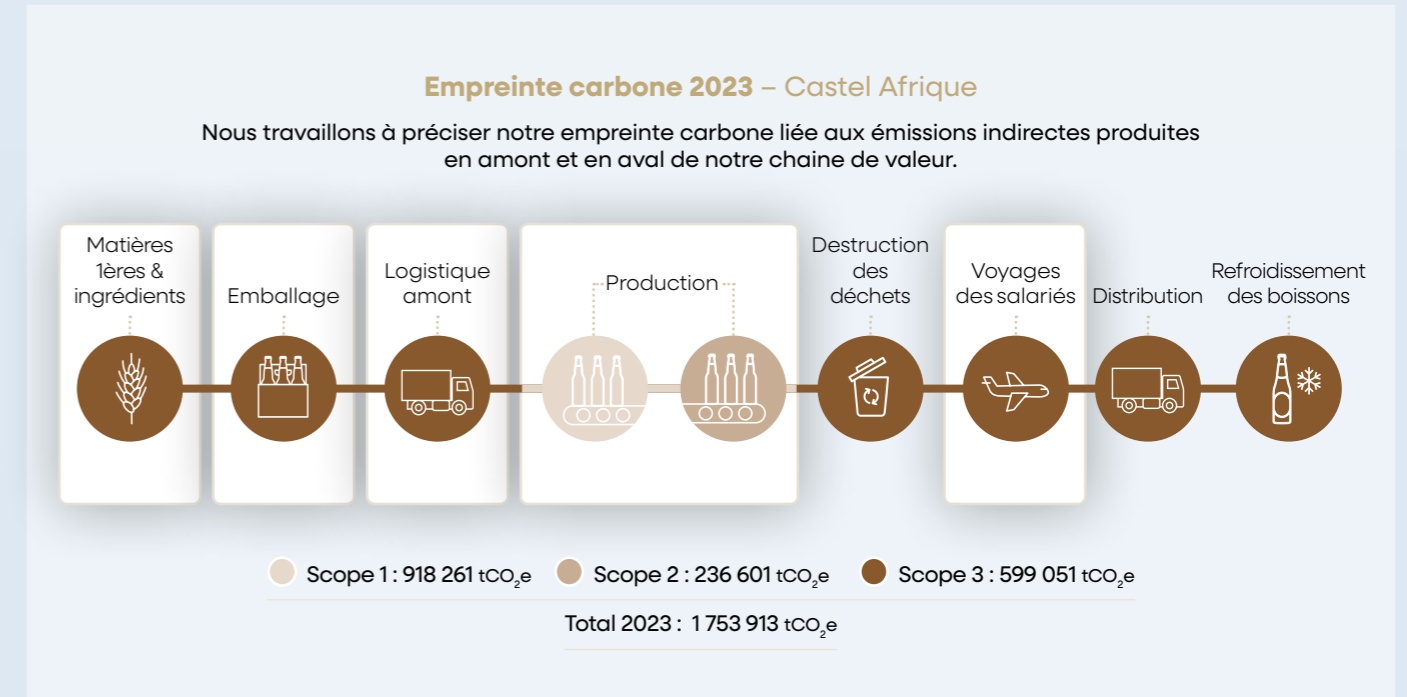 Empreinte carbone 2023 – Castel Afrique
Nous travaillons à préciser notre empreinte carbone liée aux émissions indirectes produites
en amont et en aval de notre chaine de valeur.
Matières
1ères &
ingrédients
Emballage
Logistique
amont
Production
Destruction
des
déchets
Voyages
des salariés
Distribution
Refroidissement
des boissons
Scope 1 : 918 261 tCO₂e
Scope 2 : 236 601 tCO₂e
Scope 3 : 599 051 tCO₂e
Total 2023 : 1 753 913 tCO₂e